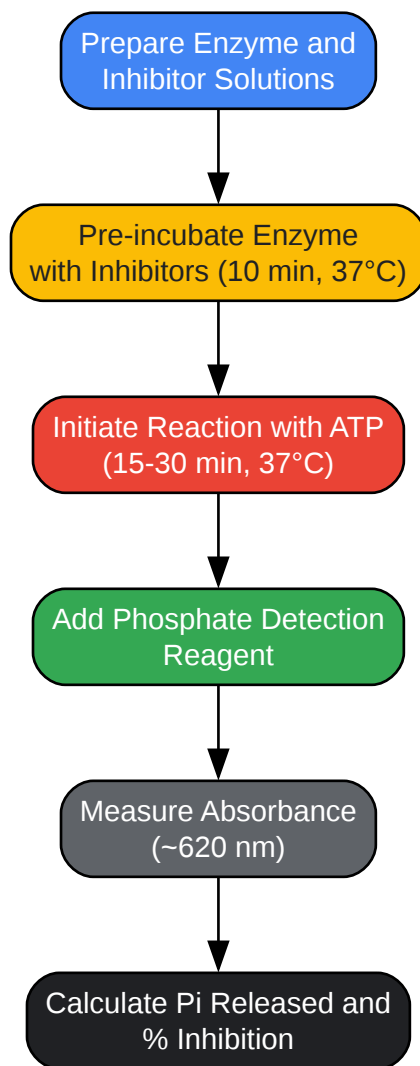 Prepare Enzyme and
Inhibitor Solutions
Pre-incubate Enzyme
with Inhibitors (10 min, 37°C)
Initiate Reaction with ATP
(15-30 min, 37°C)
Add Phosphate Detection
Reagent
Measure Absorbance
(~620 nm)
Calculate Pi Released and
% Inhibition